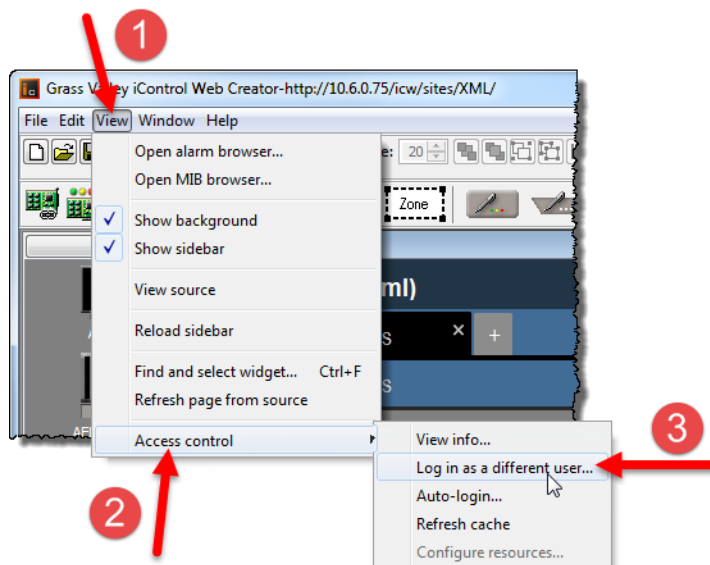 1
Grass Valley iControl Web Creator-http://10.6.0.75/icw/sites/XML/
File Edit View Window Help
Open alarm browser...
Open MIB browser...
Show background
Show sidebar
View source
Reload sidebar
Find and select widget... Ctrl+F
Refresh page from source
Access control
e: 20
Zone
ml)
s × +
s
View info...
Log in as a different user...
Auto-login...
Refresh cache
Configure resources...
2
3